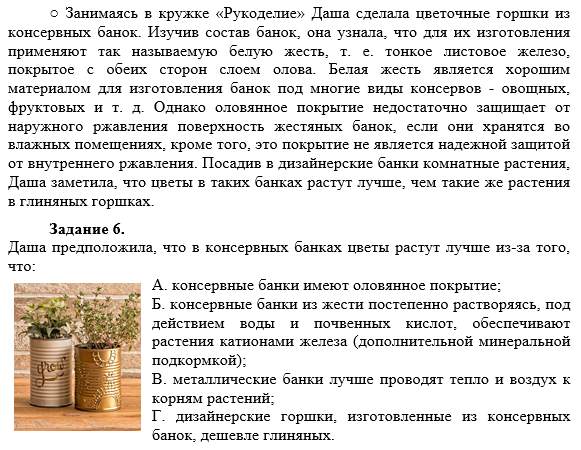 ○ Занимаясь в кружке «Рукоделие» Даша сделала цветочные горшки из
консервных банок. Изучив состав банок, она узнала, что для их изготовления
применяют так называемую белую жесть, т. е. тонкое листовое железо,
покрытое с обеих сторон слоем олова. Белая жесть является хорошим
материалом для изготовления банок под многие виды консервов - овощных,
фруктовых и т. д. Однако оловянное покрытие недостаточно защищает от
наружного ржавления поверхность жестяных банок, если они хранятся во
влажных помещениях, кроме того, это покрытие не является надежной защитой
от внутреннего ржавления. Посадив в дизайнерские банки комнатные растения,
Даша заметила, что цветы в таких банках растут лучше, чем такие же растения
в глиняных горшках.
Задание 6.
Даша предположила, что в консервных банках цветы растут лучше из-за того,
что:
А. консервные банки имеют оловянное покрытие;
Б. консервные банки из жести постепенно растворяясь, под
действием воды и почвенных кислот, обеспечивают
растения катионами железа (дополнительной минеральной
подкормкой);
В. металлические банки лучше проводят тепло и воздух к
корням растений;
Г. дизайнерские горшки, изготовленные из консервных
банок, дешевле глиняных.
grow